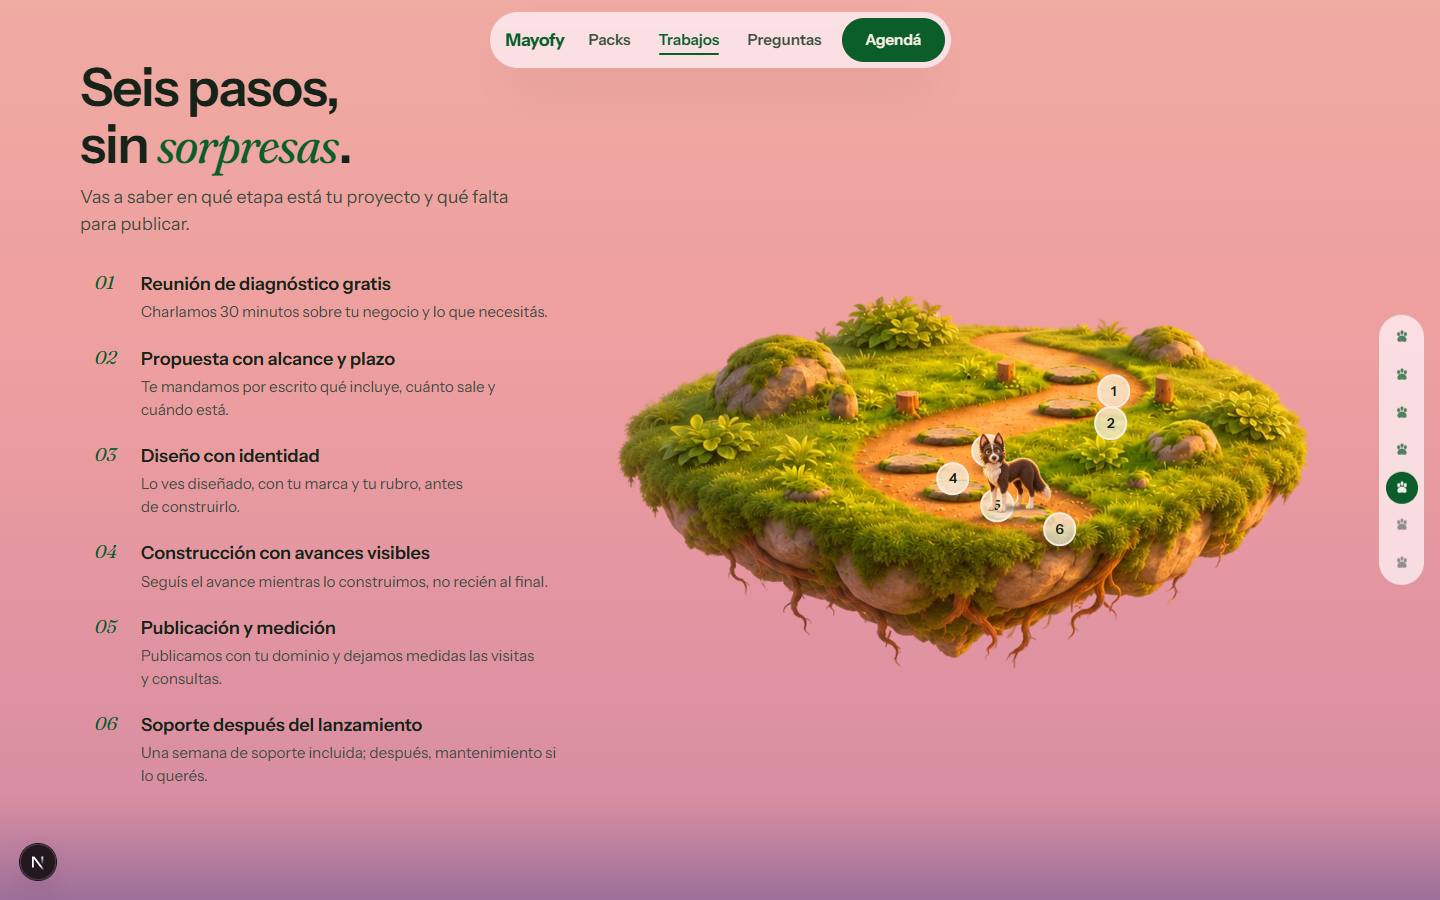 Mayofy Packs Trabajos Preguntas Agendá
Seis pasos,
sin sorpresas.
Vas a saber en qué etapa está tu proyecto y qué falta
para publicar.
01 Reunión de diagnóstico gratis
Charlamos 30 minutos sobre tu negocio y lo que necesitás.
02 Propuesta con alcance y plazo
Te mandamos por escrito qué incluye, cuánto sale y
cuándo está.
03 Diseño con identidad
Lo ves diseñado, con tu marca y tu rubro, antes
de construirlo.
04 Construcción con avances visibles
Seguís el avance mientras lo construimos, no recién al final.
05 Publicación y medición
Publicamos con tu dominio y dejamos medidas las visitas
y consultas.
06 Soporte después del lanzamiento
Una semana de soporte incluida; después, mantenimiento si
lo querés.
1
2
4
5
6
N